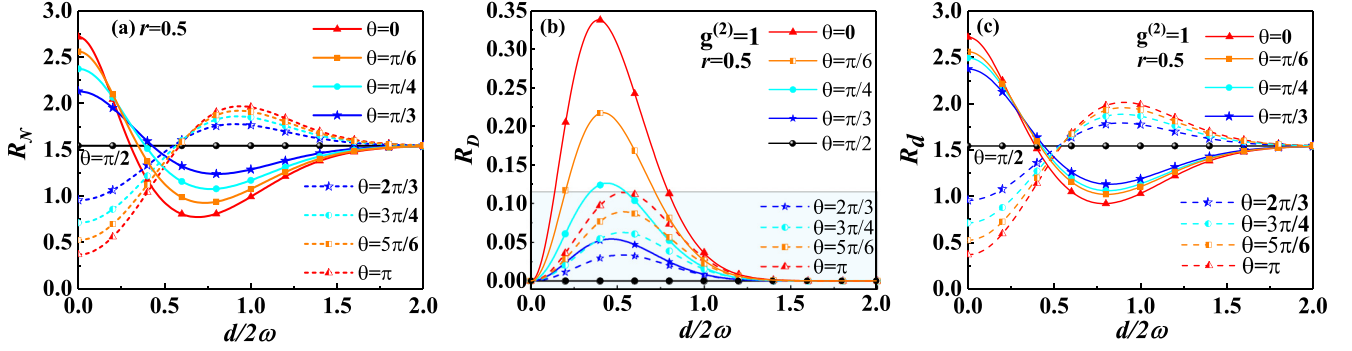 (a) r=0.5
θ=0
θ=π/6
θ=π/4
θ=π/3
θ=π/2
θ=2π/3
θ=3π/4
θ=5π/6
θ=π
R_N
3.0
2.5
2.0
1.5
1.0
0.5
0.0
0.0 0.5 1.0 1.5 2.0
d/2ω
(b)
g⁽²⁾=1
r=0.5
θ=0
θ=π/6
θ=π/4
θ=π/3
θ=π/2
θ=2π/3
θ=3π/4
θ=5π/6
θ=π
R_D
0.35
0.30
0.25
0.20
0.15
0.10
0.05
0.00
0.0 0.5 1.0 1.5 2.0
d/2ω
(c)
g⁽²⁾=1
r=0.5
θ=0
θ=π/6
θ=π/4
θ=π/3
θ=π/2
θ=2π/3
θ=3π/4
θ=5π/6
θ=π
R_d
3.0
2.5
2.0
1.5
1.0
0.5
0.0
0.0 0.5 1.0 1.5 2.0
d/2ω